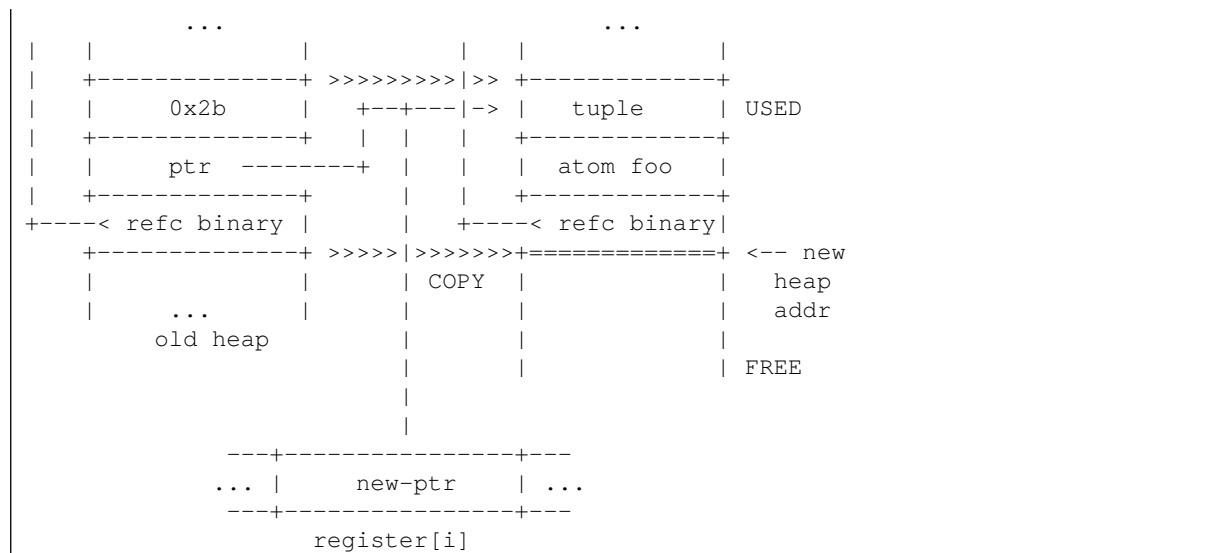 ...                                 ...
|    |                  |             |    |                 |
|    +------------------+ >>>>>>>>>|>> +-------------+
|    |      0x2b      |   +--+---|-> |   tuple     | USED
|    +--------------+   |  |   |    +-------------+
|    |     ptr  --------+  |   |   |  atom foo   |
|    +--------------+      |   |   +-------------+
+----< refc binary |      |   +----< refc binary|
     +--------------+ >>>>>|>>>>>>>+=============+ <-- new
     |              |      | COPY  |             |   heap
     |     ...      |      |       |             |   addr
         old heap          |       |             |
                           |       |             | FREE
                           |
                           |
              ---+----------------+---
             ... |     new-ptr    | ...
              ---+----------------+---
                   register[i]